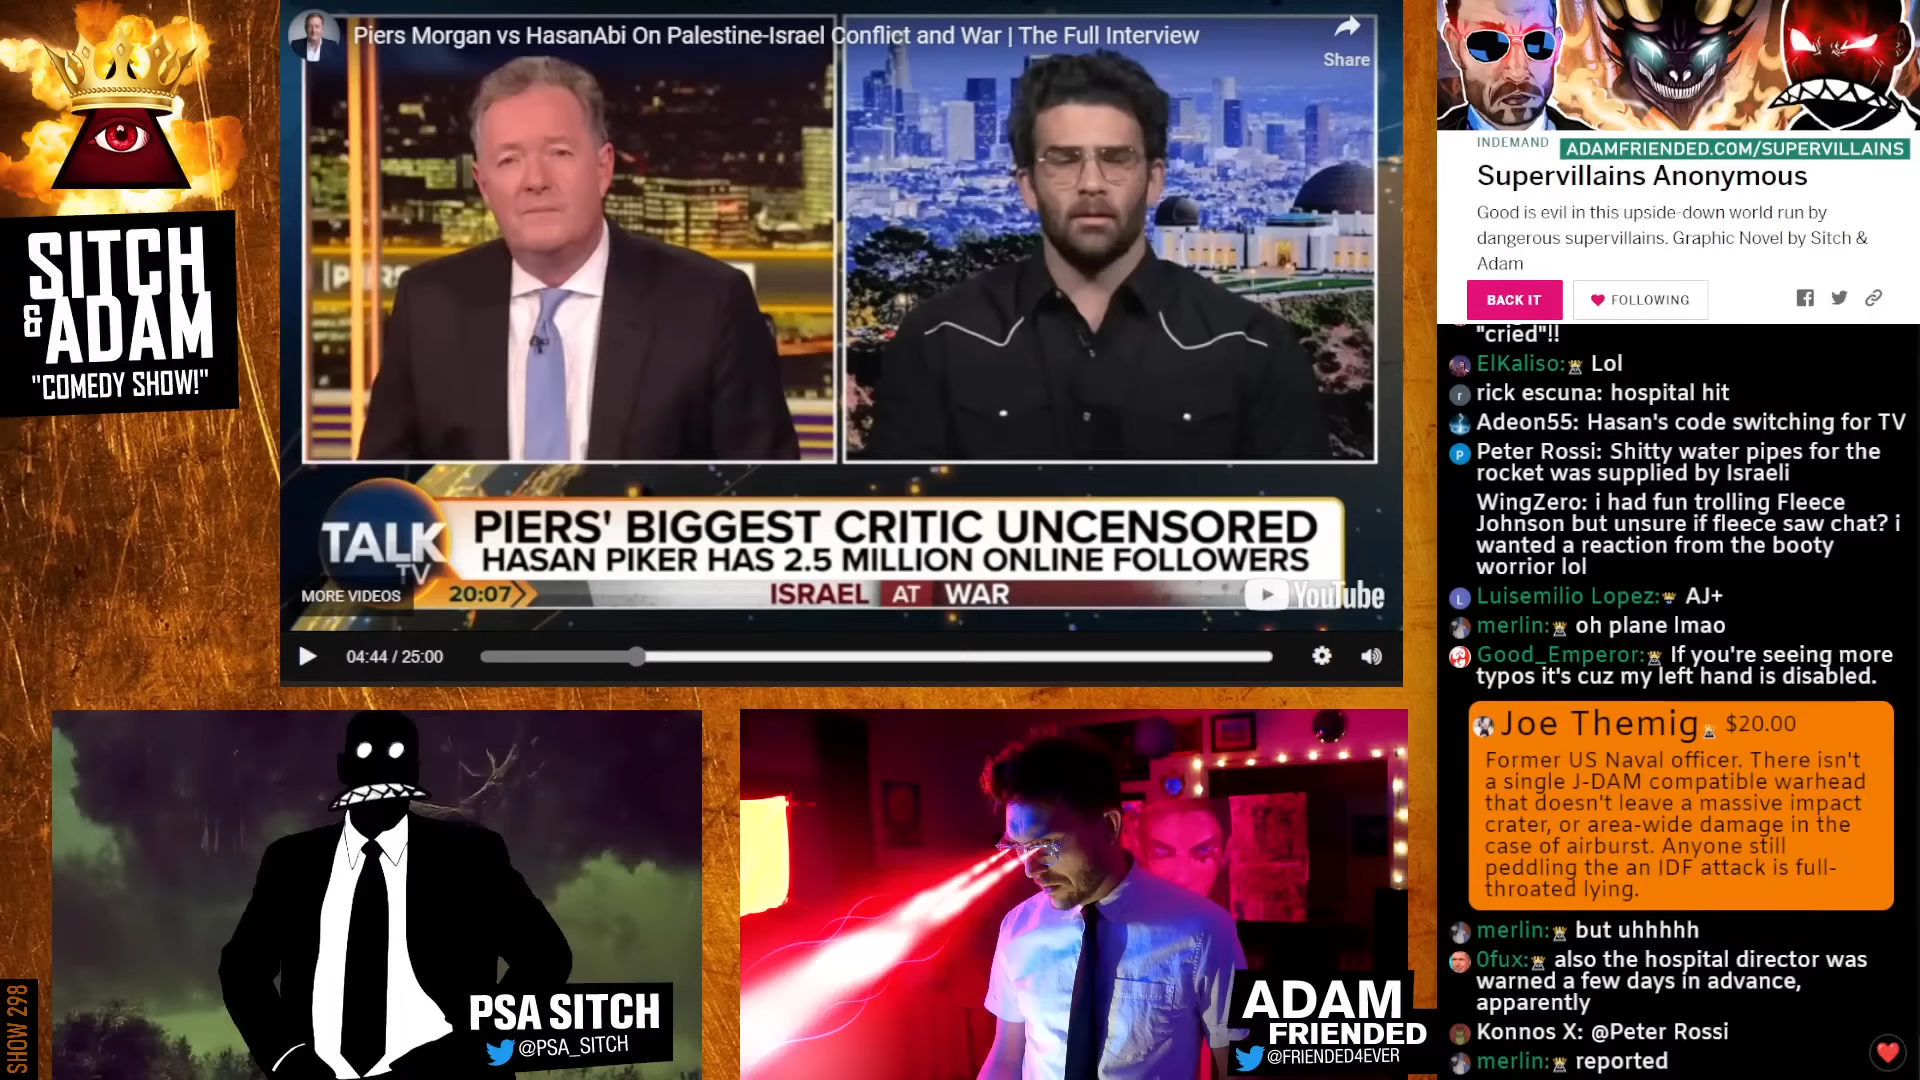 SITCH
& ADAM
"COMEDY SHOW!"
SHOW 298
Piers Morgan vs HasanAbi On Palestine-Israel Conflict and War | The Full Interview
Share
TALK
TV
PIERS' BIGGEST CRITIC UNCENSORED
HASAN PIKER HAS 2.5 MILLION ONLINE FOLLOWERS
MORE VIDEOS
20:07
ISRAEL AT WAR
YouTube
04:44 / 25:00
PSA SITCH
@PSA_SITCH
ADAM
FRIENDED
@FRIENDED4EVER
INDEMAND
ADAMFRIENDED.COM/SUPERVILLAINS
Supervillains Anonymous
Good is evil in this upside-down world run by
dangerous supervillains. Graphic Novel by Sitch &
Adam
BACK IT
FOLLOWING
"cried"!!
ElKaliso: Lol
rick escuna: hospital hit
Adeon55: Hasan's code switching for TV
Peter Rossi: Shitty water pipes for the
rocket was supplied by Israeli
WingZero: i had fun trolling Fleece
Johnson but unsure if fleece saw chat? i
wanted a reaction from the booty
worrior lol
Luisemilio Lopez: AJ+
merlin: oh plane lmao
Good_Emperor: If you're seeing more
typos it's cuz my left hand is disabled.
Joe Themig $20.00
Former US Naval officer. There isn't
a single J-DAM compatible warhead
that doesn't leave a massive impact
crater, or area-wide damage in the
case of airburst. Anyone still
peddling the an IDF attack is full-
throated lying.
merlin: but uhhhhh
0fux: also the hospital director was
warned a few days in advance,
apparently
Konnos X: @Peter Rossi
merlin: reported